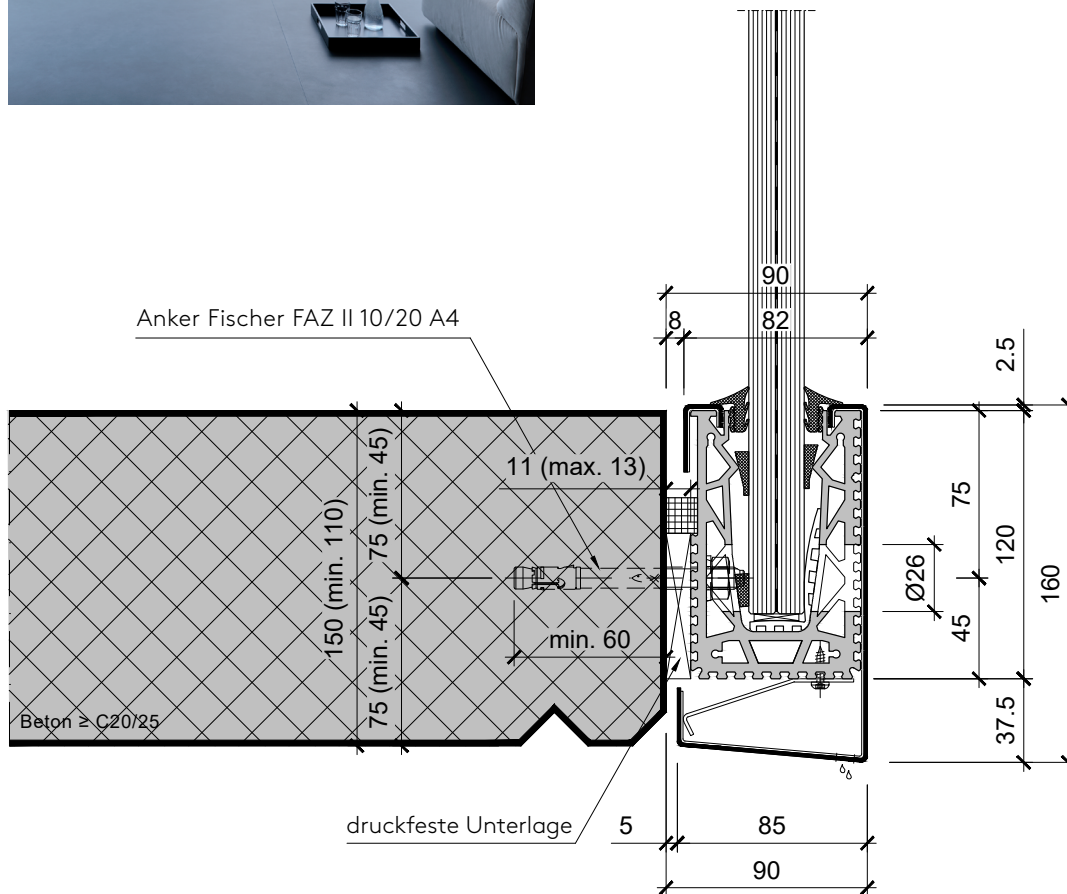 90
8
82
2.5
Anker Fischer FAZ II 10/20 A4
11 (max. 13)
75 (min. 45)
150 (min. 110)
75 (min. 45)
min. 60
Ø26
75
45
120
160
37.5
Beton ≥ C20/25
druckfeste Unterlage
5
85
90